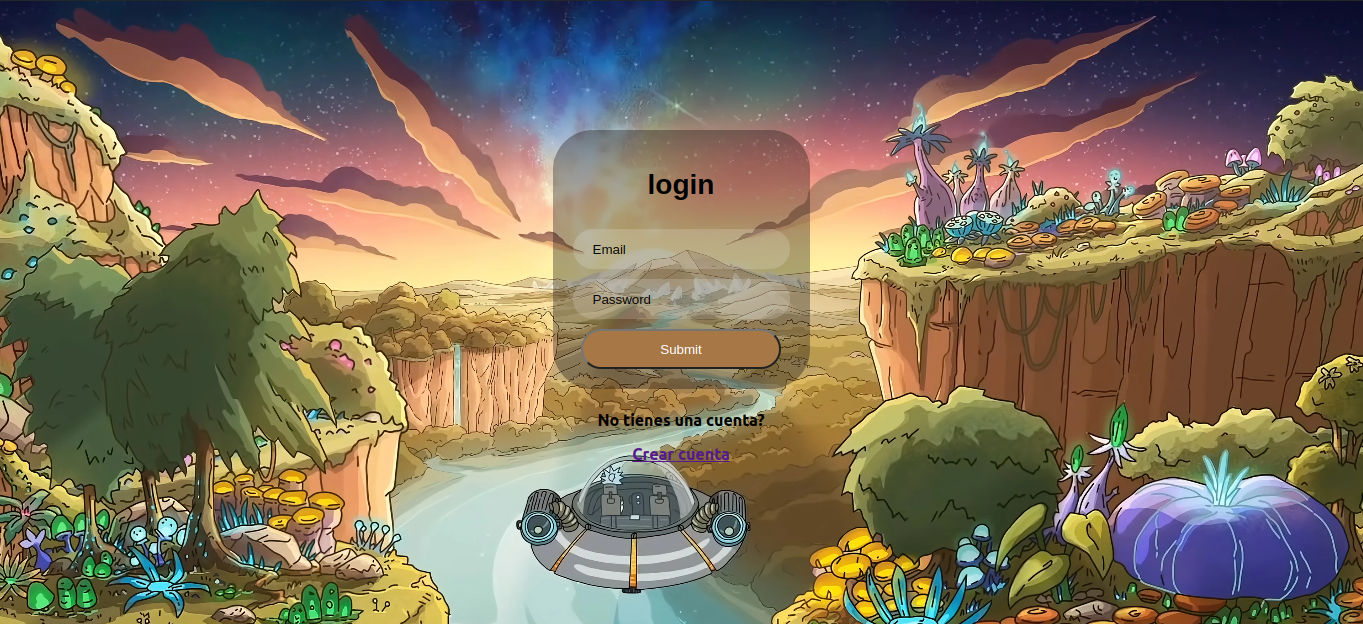 login
Email
Password
Submit
No tienes una cuenta?
Crear cuenta